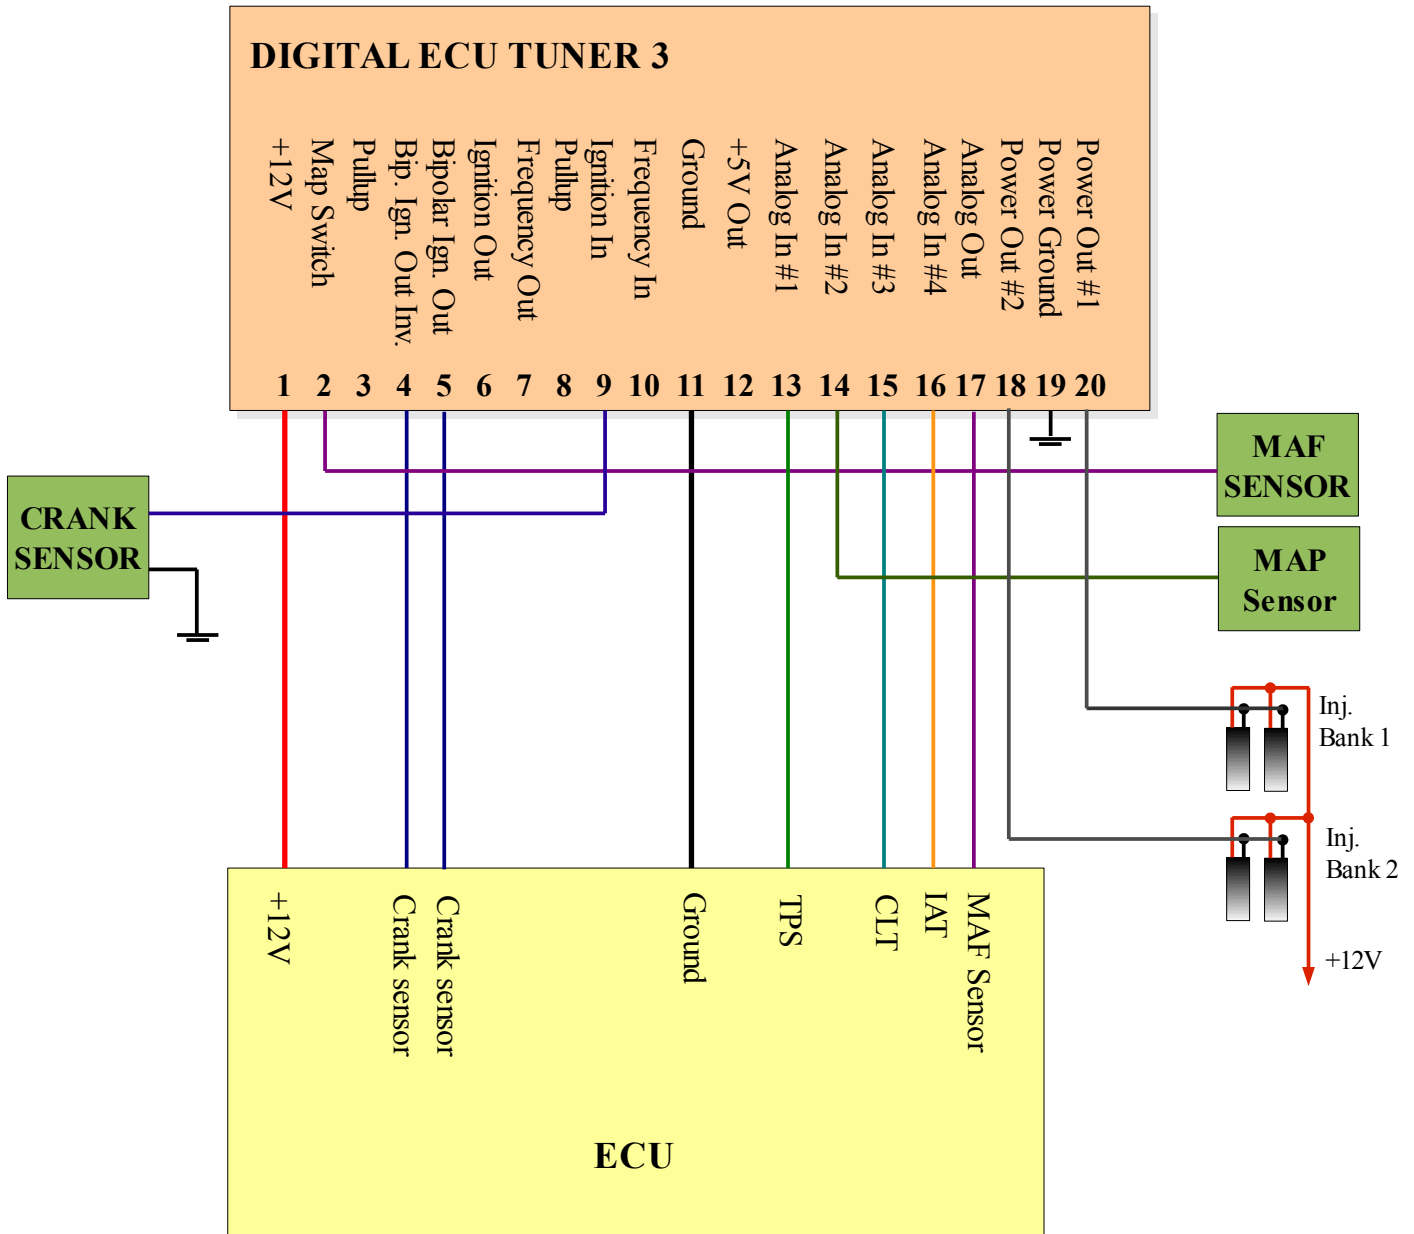 DIGITAL ECU TUNER 3
+12V
Map Switch
Pullup
Bip. Ign. Out Inv.
Bipolar Ign. Out
Ignition Out
Frequency Out
Pullup
Ignition In
Frequency In
Ground
+5V Out
Analog In #1
Analog In #2
Analog In #3
Analog In #4
Analog Out
Power Out #2
Power Ground
Power Out #1
1 2 3 4 5 6 7 8 9 10 11 12 13 14 15 16 17 18 19 20
MAF
SENSOR
CRANK
SENSOR
MAP
Sensor
Inj.
Bank 1
Inj.
Bank 2
+12V
+12V
Crank sensor
Crank sensor
Ground
TPS
CLT
IAT
MAF Sensor
ECU